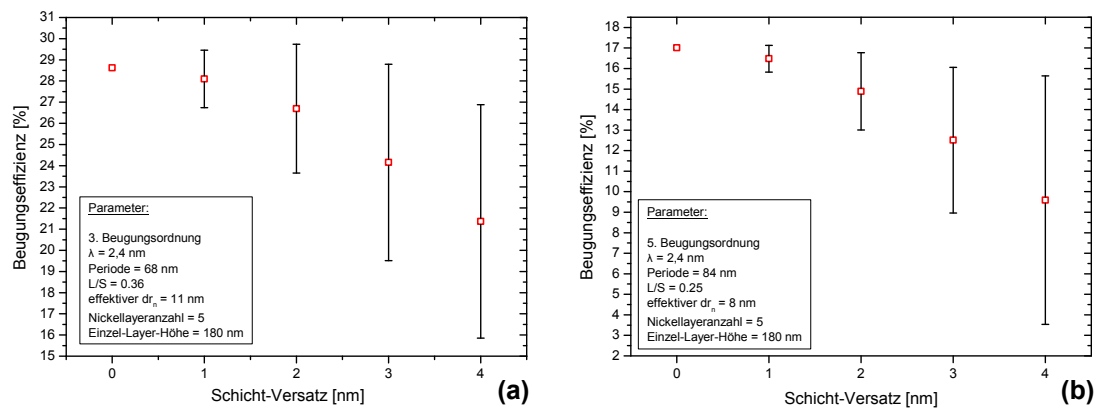 31
30
29
28
27
26
25
24
23
22
21
20
19
18
17
16
15
Beugungseffizienz [%]
Parameter:
3. Beugungsordnung
λ = 2,4 nm
Periode = 68 nm
L/S = 0.36
effektiver drn = 11 nm
Nickellayeranzahl = 5
Einzel-Layer-Höhe = 180 nm
0 1 2 3 4
Schicht-Versatz [nm]
(a)
18
17
16
15
14
13
12
11
10
9
8
7
6
5
4
3
2
Beugungseffizienz [%]
Parameter:
5. Beugungsordnung
λ = 2,4 nm
Periode = 84 nm
L/S = 0.25
effektiver drn = 8 nm
Nickellayeranzahl = 5
Einzel-Layer-Höhe = 180 nm
0 1 2 3 4
Schicht-Versatz [nm]
(b)